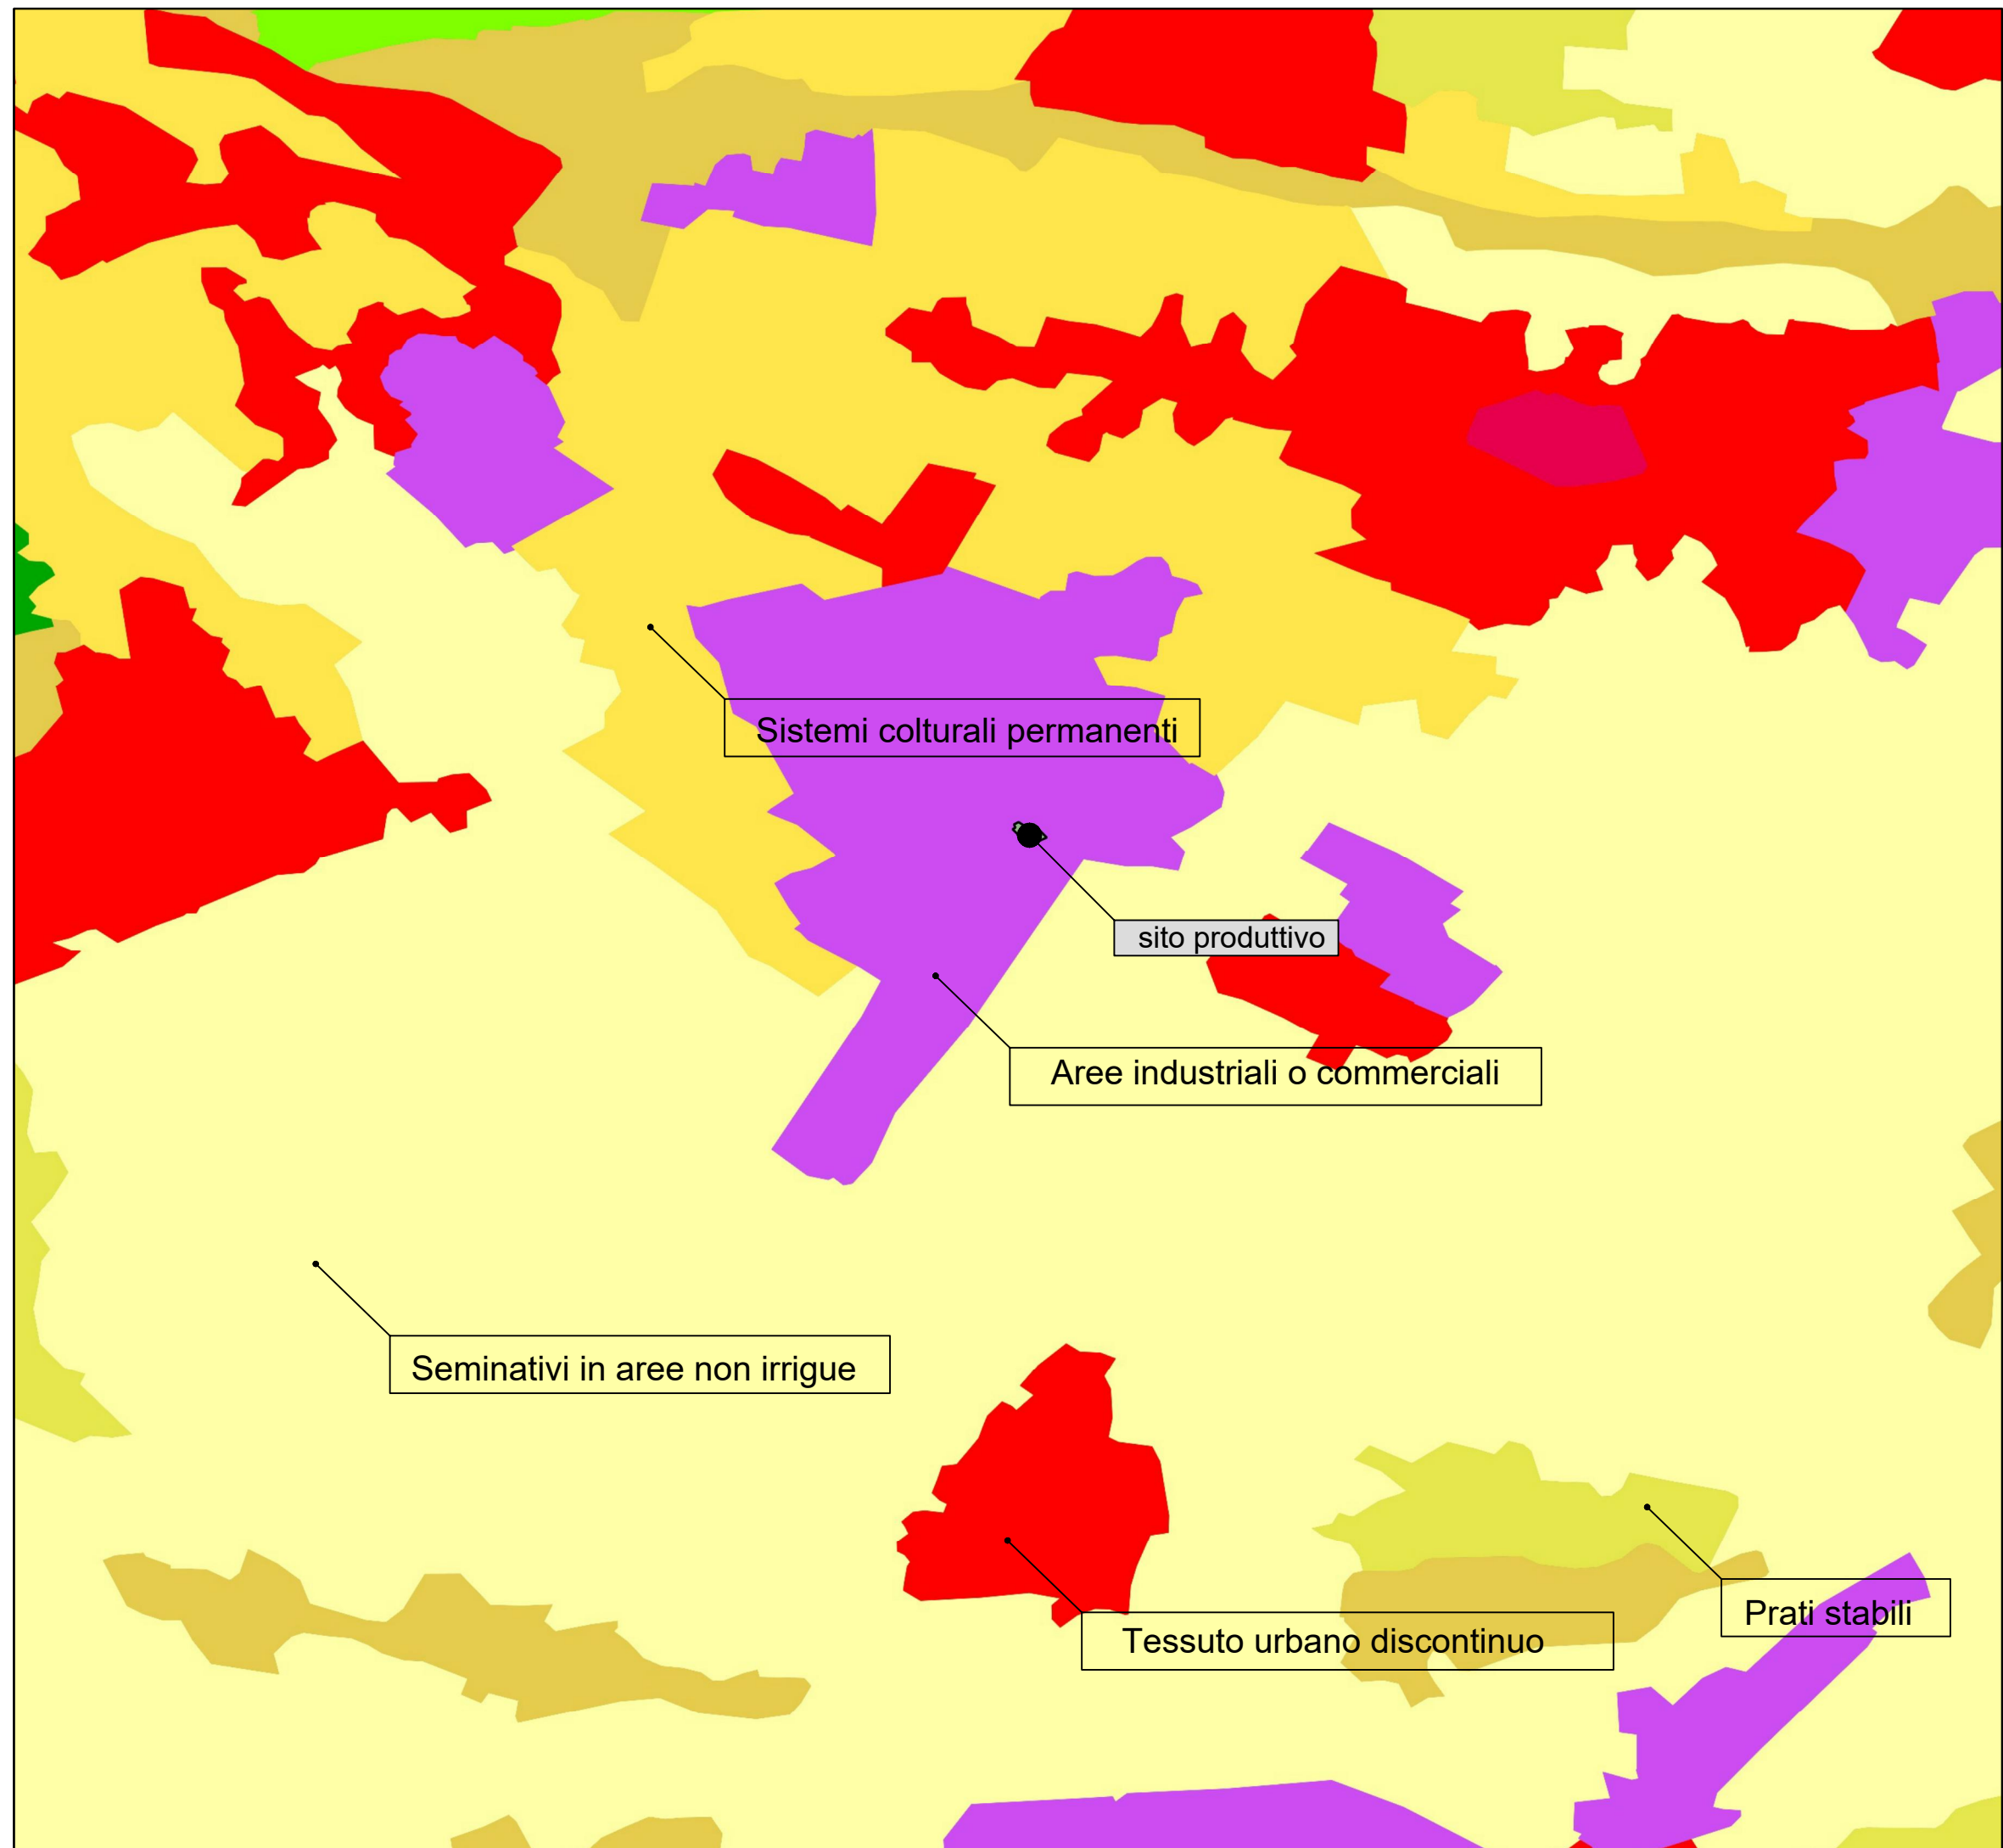 Sistemi colturali permanenti
sito produttivo
Aree industriali o commerciali
Seminativi in aree non irrigue
Prati stabili
Tessuto urbano discontinuo